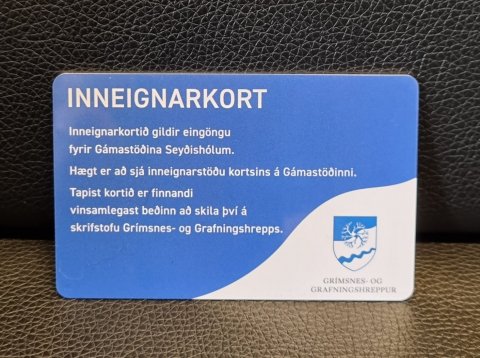 INNEIGNARKORT
Inneignarkortið gildir eingöngu
fyrir Gámastöðina Seyðishólum.
Hægt er að sjá inneignarstöðu kortsins á Gámastöðinni.
Tapist kortið er finnandi
vinsamlegast beðinn að skila því á
skrifstofu Grímsnes- og Grafningshrepps.
GRÍMSNES- OG
GRAFNINGSHREPPUR